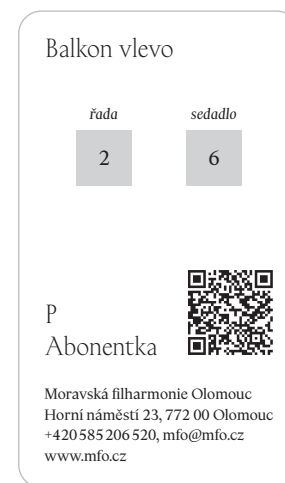 Balkon vlevo
řada sedadlo
2 6
P
Abonentka
Moravská filharmonie Olomouc
Horní náměstí 23, 772 00 Olomouc
+420 585 206 520, mfo@mfo.cz
www.mfo.cz